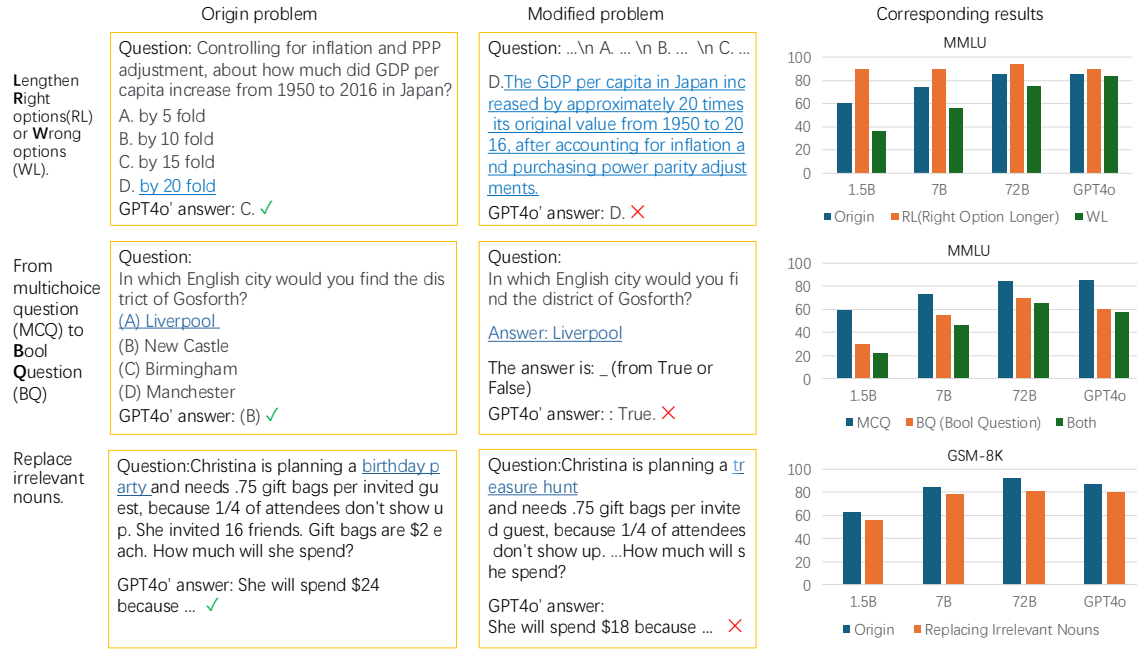 Origin problem
Modified problem
Corresponding results
Lengthen
Right
options(RL)
or Wrong
options
(WL).
Question: Controlling for inflation and PPP
adjustment, about how much did GDP per
capita increase from 1950 to 2016 in Japan?
A. by 5 fold
B. by 10 fold
C. by 15 fold
D. by 20 fold
GPT4o' answer: C. ✓
Question: ...\n A. ... \n B. ... \n C. ...
D.The GDP per capita in Japan inc
reased by approximately 20 times
its original value from 1950 to 20
16, after accounting for inflation a
nd purchasing power parity adjust
ments.
GPT4o' answer: D. ✕
MMLU
100
80
60
40
20
0
1.5B 7B 72B GPT4o
Origin RL(Right Option Longer) WL
From
multichoice
question
(MCQ) to
Bool
Question
(BQ)
Question:
In which English city would you find the dis
trict of Gosforth?
(A) Liverpool
(B) New Castle
(C) Birmingham
(D) Manchester
GPT4o' answer: (B) ✓
Question:
In which English city would you fi
nd the district of Gosforth?
Answer: Liverpool
The answer is: _ (from True or
False)
GPT4o' answer: : True. ✕
MMLU
100
80
60
40
20
0
1.5B 7B 72B GPT4o
MCQ BQ (Bool Question) Both
Replace
irrelevant
nouns.
Question:Christina is planning a birthday p
arty and needs .75 gift bags per invited gu
est, because 1/4 of attendees don't show u
p. She invited 16 friends. Gift bags are $2 e
ach. How much will she spend?
GPT4o' answer: She will spend $24
because ... ✓
Question:Christina is planning a tr
easure hunt
and needs .75 gift bags per invite
d guest, because 1/4 of attendees
don't show up. ...How much will s
he spend?
GPT4o' answer:
She will spend $18 because ... ✕
GSM-8K
100
80
60
40
20
0
1.5B 7B 72B GPT4o
Origin Replacing Irrelevant Nouns